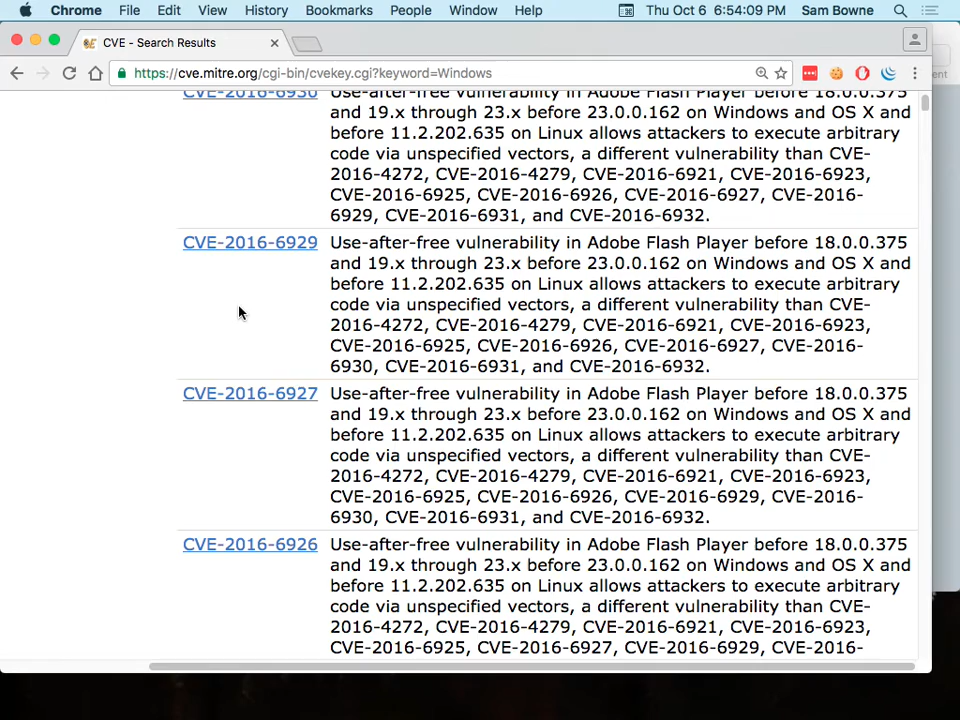 Chrome File Edit View History Bookmarks People Window Help Thu Oct 6 6:54:09 PM Sam Bowne
CVE - Search Results
https://cve.mitre.org/cgi-bin/cvekey.cgi?keyword=Windows
ent
CVE-2016-6930 Use-after-free vulnerability in Adobe Flash Player before 18.0.0.375
and 19.x through 23.x before 23.0.0.162 on Windows and OS X and
before 11.2.202.635 on Linux allows attackers to execute arbitrary
code via unspecified vectors, a different vulnerability than CVE-
2016-4272, CVE-2016-4279, CVE-2016-6921, CVE-2016-6923,
CVE-2016-6925, CVE-2016-6926, CVE-2016-6927, CVE-2016-
6929, CVE-2016-6931, and CVE-2016-6932.
CVE-2016-6929 Use-after-free vulnerability in Adobe Flash Player before 18.0.0.375
and 19.x through 23.x before 23.0.0.162 on Windows and OS X and
before 11.2.202.635 on Linux allows attackers to execute arbitrary
code via unspecified vectors, a different vulnerability than CVE-
2016-4272, CVE-2016-4279, CVE-2016-6921, CVE-2016-6923,
CVE-2016-6925, CVE-2016-6926, CVE-2016-6927, CVE-2016-
6930, CVE-2016-6931, and CVE-2016-6932.
CVE-2016-6927 Use-after-free vulnerability in Adobe Flash Player before 18.0.0.375
and 19.x through 23.x before 23.0.0.162 on Windows and OS X and
before 11.2.202.635 on Linux allows attackers to execute arbitrary
code via unspecified vectors, a different vulnerability than CVE-
2016-4272, CVE-2016-4279, CVE-2016-6921, CVE-2016-6923,
CVE-2016-6925, CVE-2016-6926, CVE-2016-6929, CVE-2016-
6930, CVE-2016-6931, and CVE-2016-6932.
CVE-2016-6926 Use-after-free vulnerability in Adobe Flash Player before 18.0.0.375
and 19.x through 23.x before 23.0.0.162 on Windows and OS X and
before 11.2.202.635 on Linux allows attackers to execute arbitrary
code via unspecified vectors, a different vulnerability than CVE-
2016-4272, CVE-2016-4279, CVE-2016-6921, CVE-2016-6923,
CVE-2016-6925, CVE-2016-6927, CVE-2016-6929, CVE-2016-